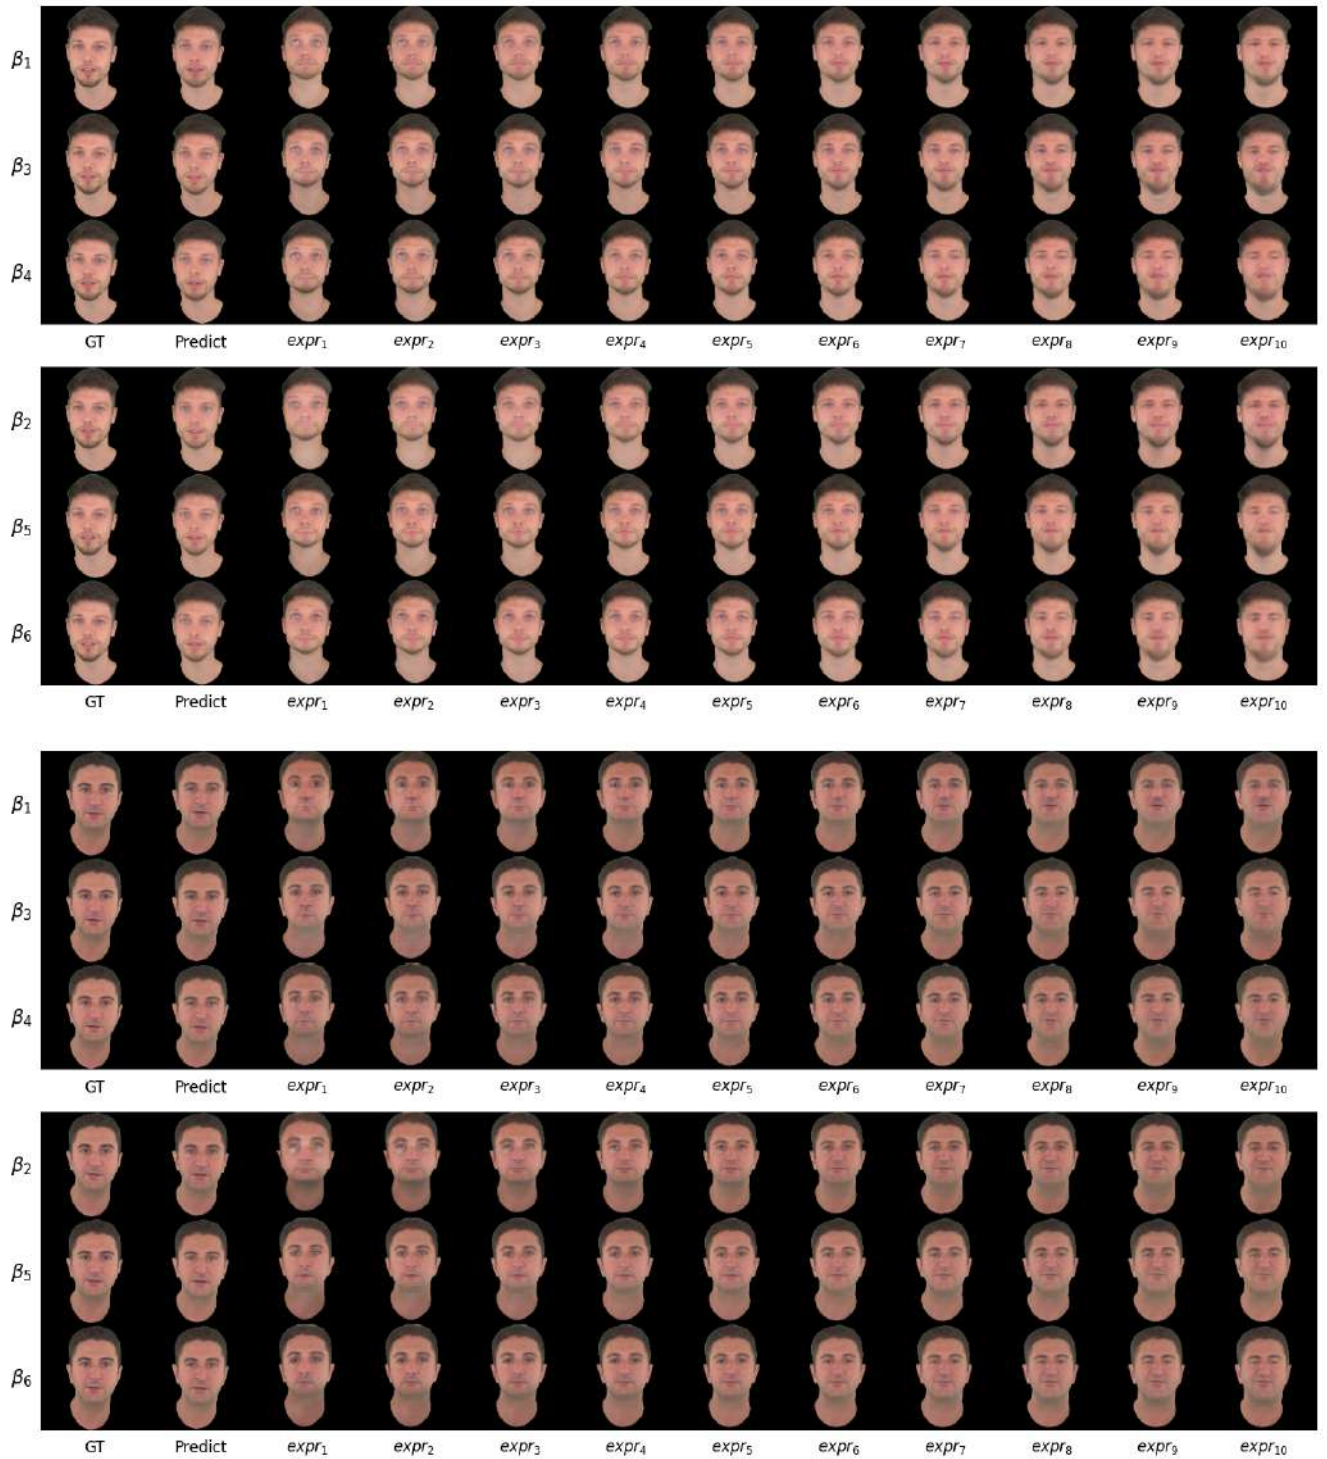 β₁
β₃
β₄
GT Predict expr₁ expr₂ expr₃ expr₄ expr₅ expr₆ expr₇ expr₈ expr₉ expr₁₀
β₂
β₅
β₆
GT Predict expr₁ expr₂ expr₃ expr₄ expr₅ expr₆ expr₇ expr₈ expr₉ expr₁₀
β₁
β₃
β₄
GT Predict expr₁ expr₂ expr₃ expr₄ expr₅ expr₆ expr₇ expr₈ expr₉ expr₁₀
β₂
β₅
β₆
GT Predict expr₁ expr₂ expr₃ expr₄ expr₅ expr₆ expr₇ expr₈ expr₉ expr₁₀